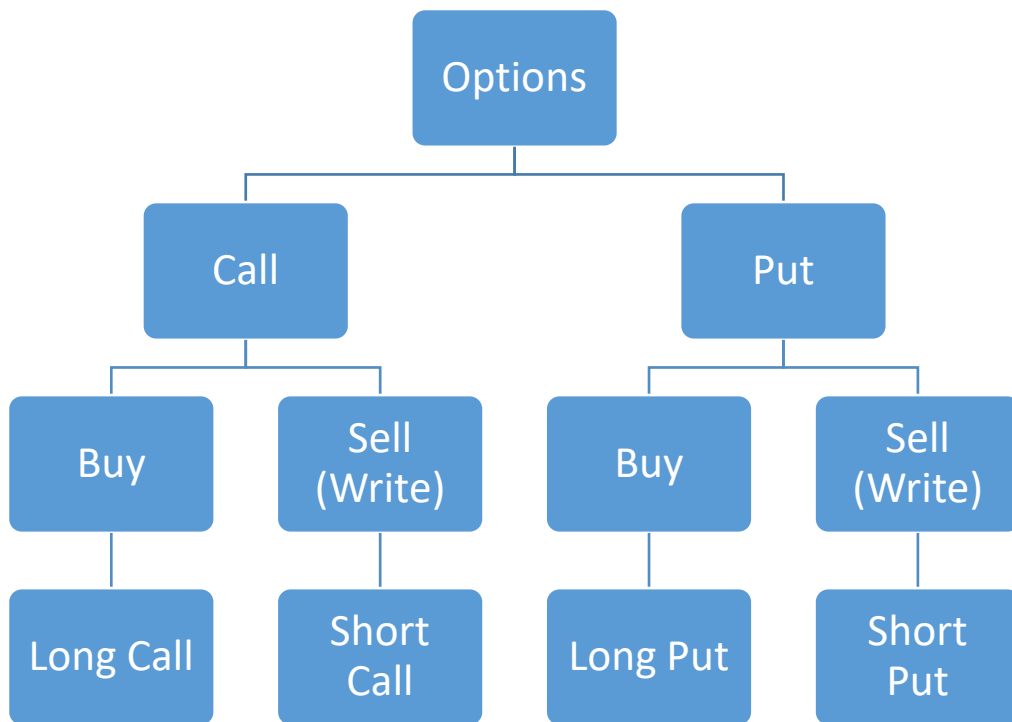 Options
Call
Put
Buy
Sell
(Write)
Buy
Sell
(Write)
Long Call
Short
Call
Long Put
Short
Put